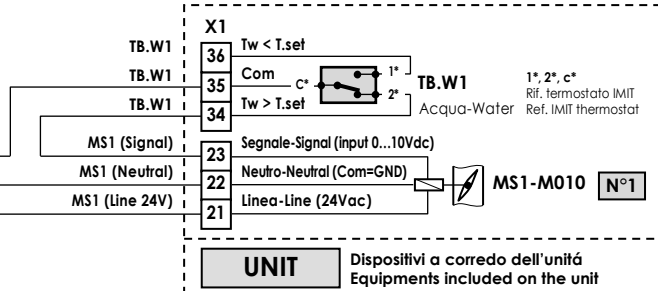 X1
TB.W1 36 Tw < T.set
TB.W1 35 Com C* 1* 2* TB.W1
TB.W1 34 Tw > T.set
Acqua-Water
1*, 2*, c*
Rif. termostato IMIT
Ref. IMIT thermostat
MS1 (Signal) 23 Segnale-Signal (input 0...10Vdc)
MS1 (Neutral) 22 Neutro-Neutral (Com=GND) MS1-M010 N°1
MS1 (Line 24V) 21 Linea-Line (24Vac)
UNIT
Dispositivi a corredo dell'unitá
Equipments included on the unit